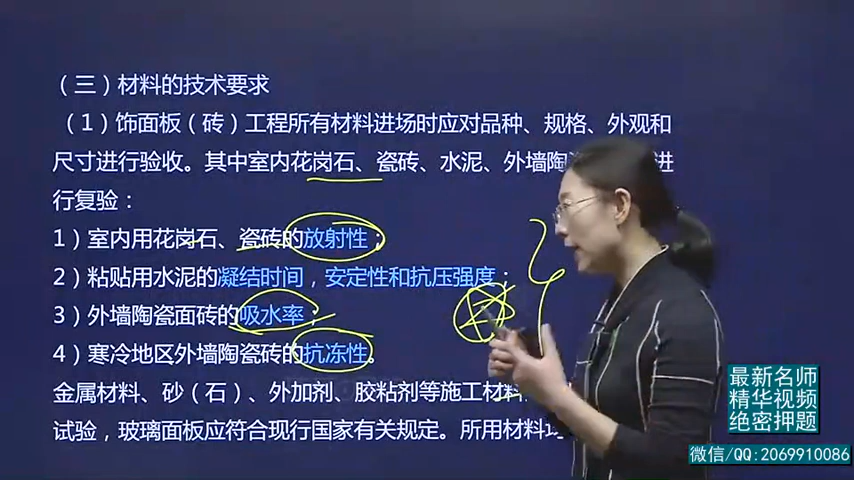 （三）材料的技术要求
（1）饰面板（砖）工程所有材料进场时应对品种、规格、外观和
尺寸进行验收。其中室内花岗石、瓷砖、水泥、外墙陶 进
行复验：
1）室内用花岗石、瓷砖的放射性；
2）粘贴用水泥的凝结时间，安定性和抗压强度；
3）外墙陶瓷面砖的吸水率；
4）寒冷地区外墙陶瓷砖的抗冻性。
金属材料、砂（石）、外加剂、胶粘剂等施工材料
试验，玻璃面板应符合现行国家有关规定。所用材料
最新名师
精华视频
绝密押题
微信/QQ:2069910086